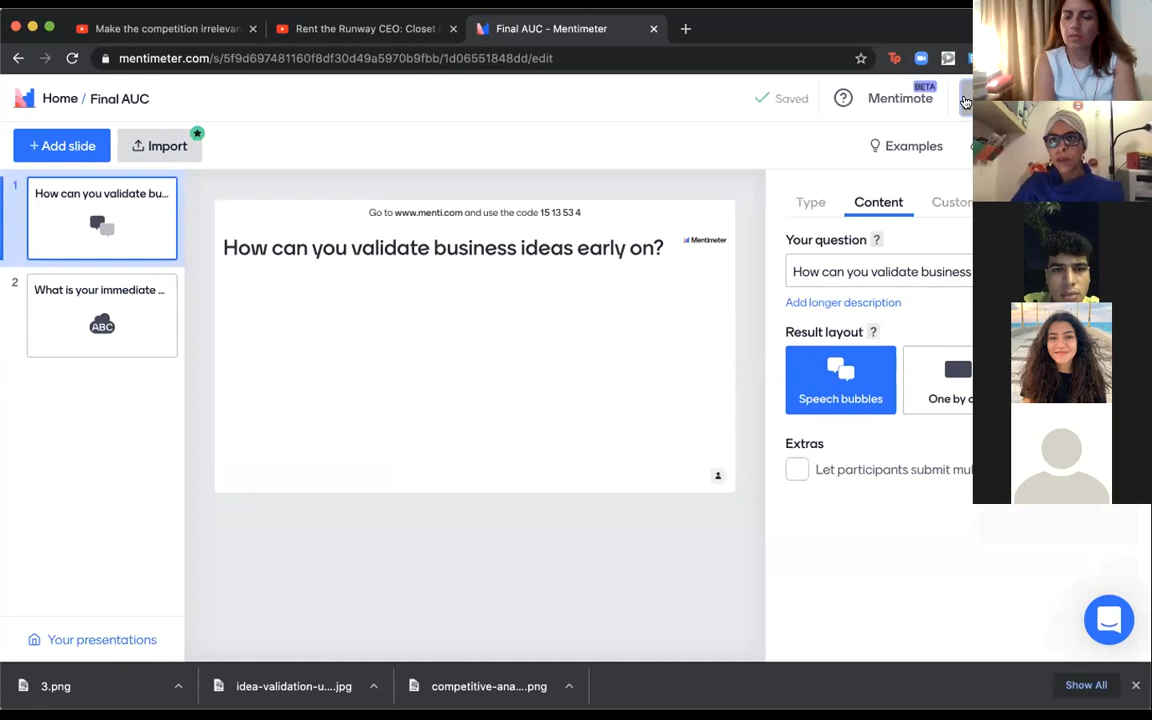 Make the competition irrelevan
Rent the Runway CEO: Closet i
Final AUC - Mentimeter
mentimeter.com/s/5f9d697481160f8df30d49a5970b9fbb/1d06551848dd/edit
Home / Final AUC
Saved
Mentimote
BETA
+ Add slide
Import
Examples
1
How can you validate bu...
2
What is your immediate ...
ABC
Go to www.menti.com and use the code 15 13 53 4
How can you validate business ideas early on?
Mentimeter
Type
Content
Custom
Your question ?
How can you validate business
Add longer description
Result layout ?
Speech bubbles
One by o
Extras
Let participants submit mul
Your presentations
3.png
idea-validation-u....jpg
competitive-ana....png
Show All